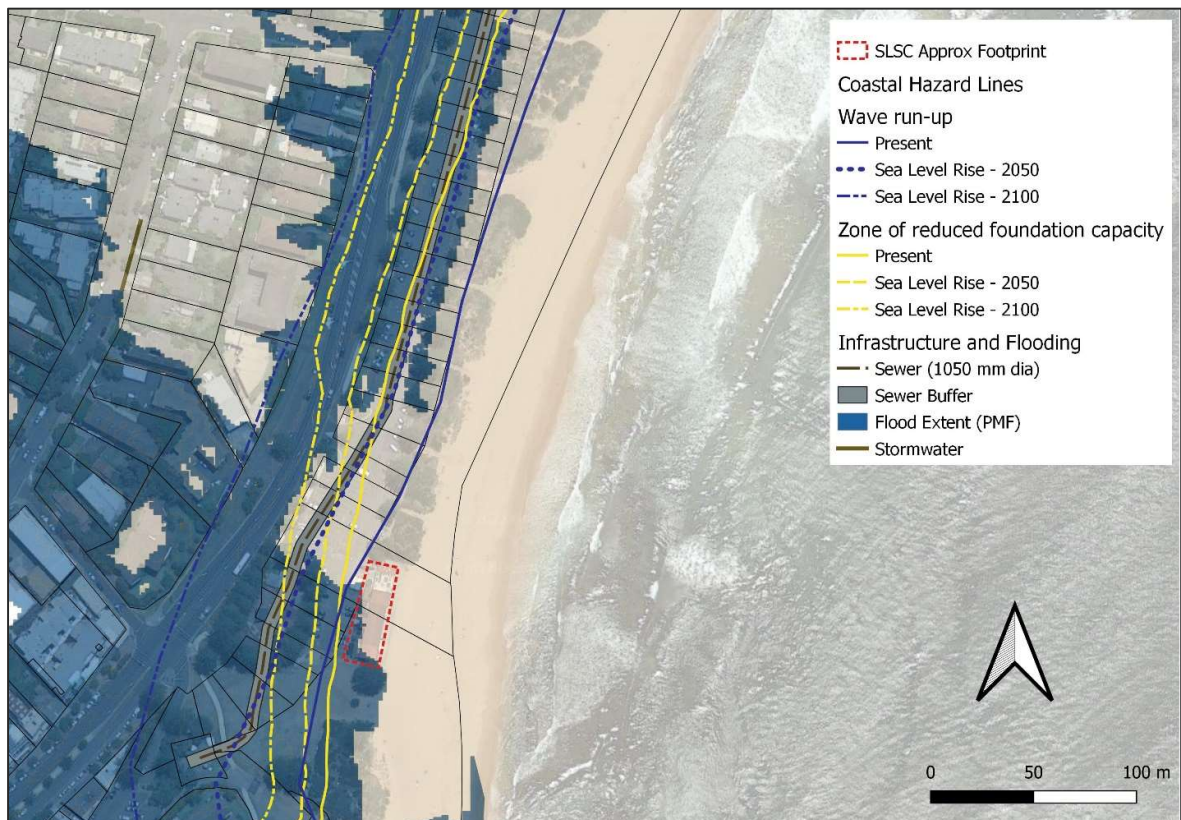 SLSC Approx Footprint
Coastal Hazard Lines
Wave run-up
Present
Sea Level Rise - 2050
Sea Level Rise - 2100
Zone of reduced foundation capacity
Present
Sea Level Rise - 2050
Sea Level Rise - 2100
Infrastructure and Flooding
Sewer (1050 mm dia)
Sewer Buffer
Flood Extent (PMF)
Stormwater
0 50 100 m